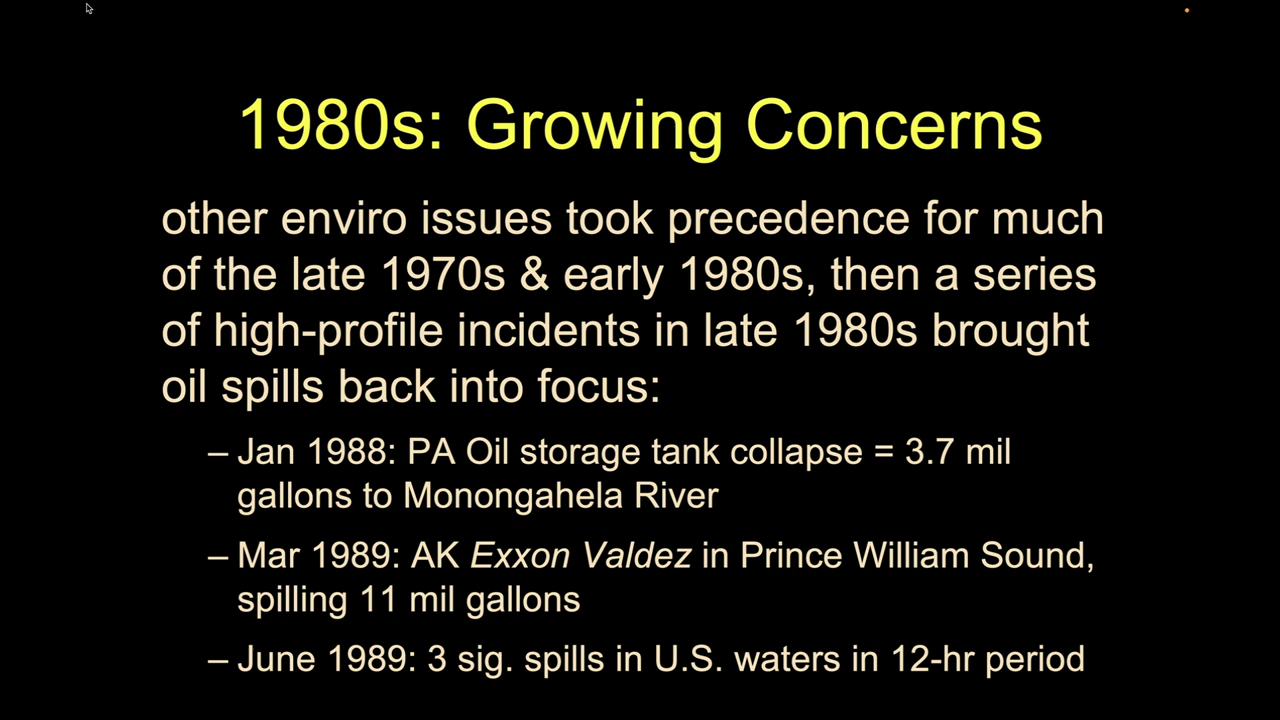 1980s: Growing Concerns
other enviro issues took precedence for much
of the late 1970s & early 1980s, then a series
of high-profile incidents in late 1980s brought
oil spills back into focus:
– Jan 1988: PA Oil storage tank collapse = 3.7 mil
gallons to Monongahela River
– Mar 1989: AK Exxon Valdez in Prince William Sound,
spilling 11 mil gallons
– June 1989: 3 sig. spills in U.S. waters in 12-hr period